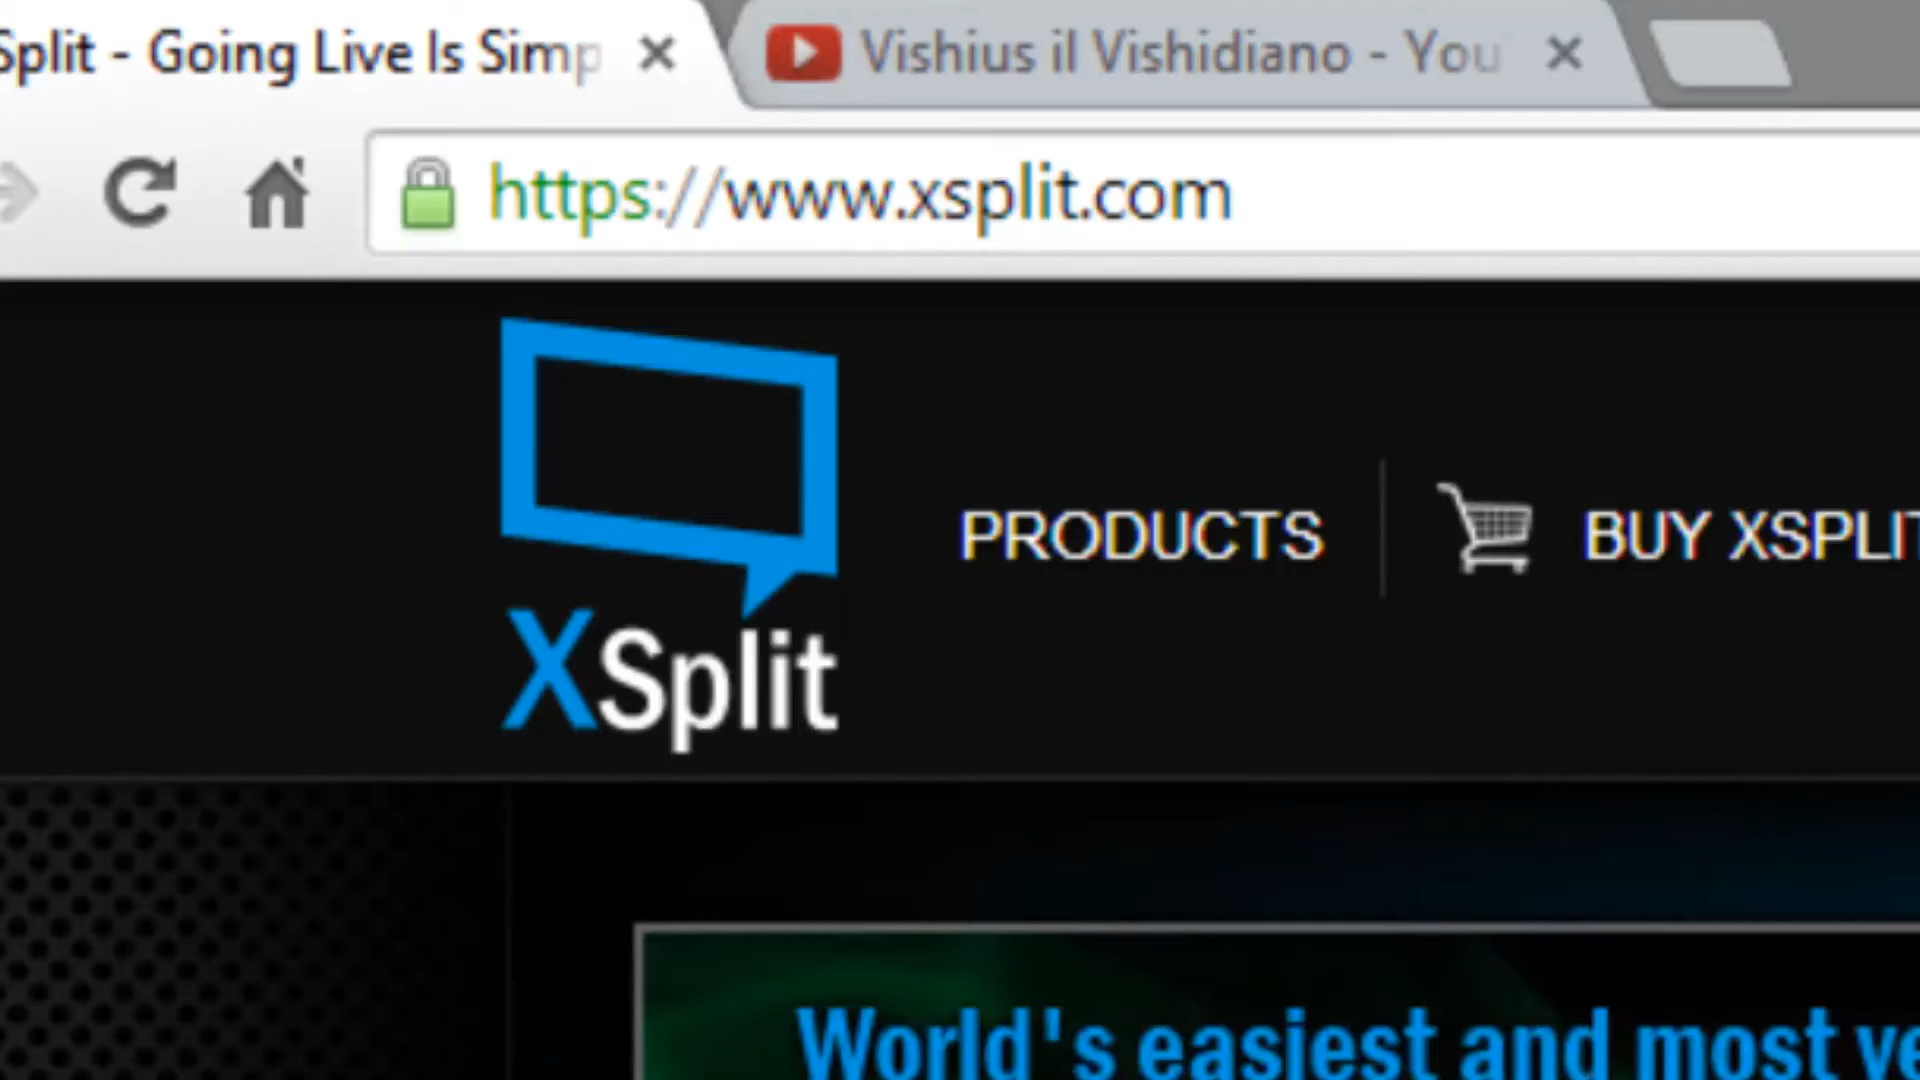 Split - Going Live Is Simp
Vishius il Vishidiano - You
https://www.xsplit.com
PRODUCTS
BUY XSPLIT
XSplit
World's easiest and most ve